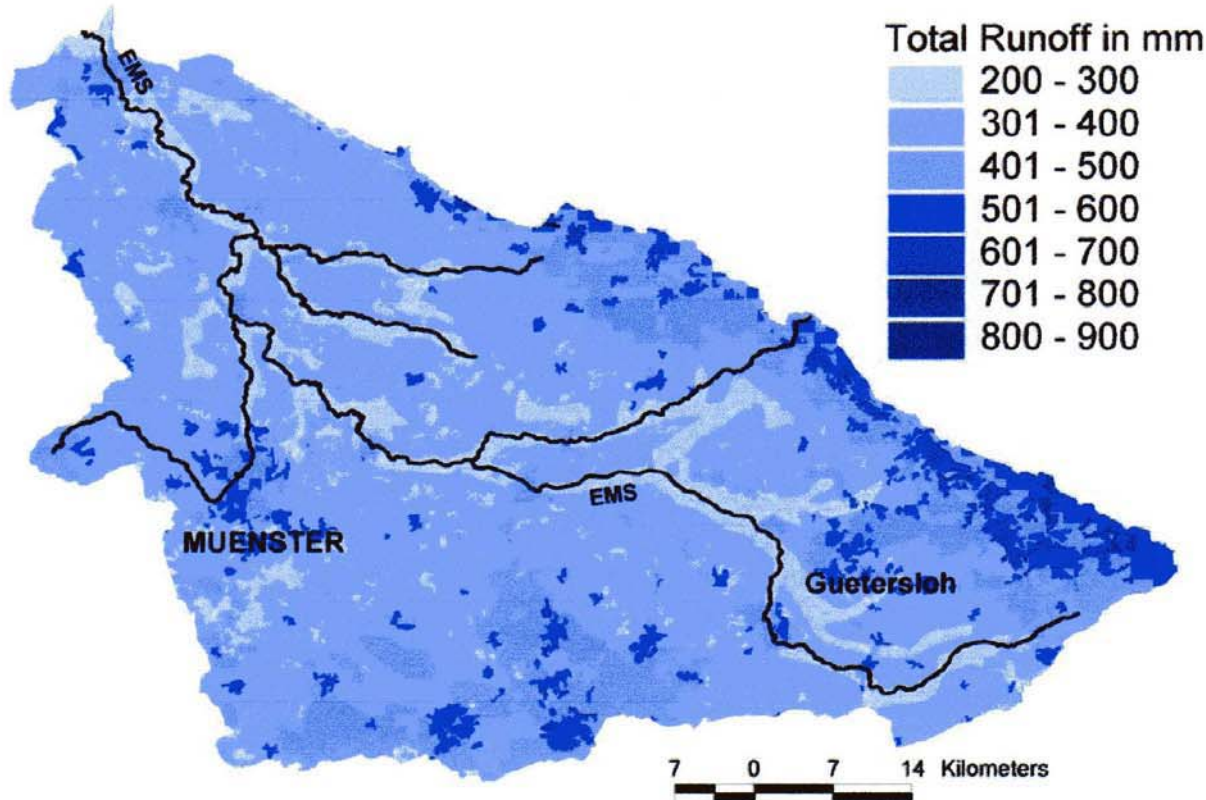 Total Runoff in mm
200 - 300
301 - 400
401 - 500
501 - 600
601 - 700
701 - 800
800 - 900
EMS
EMS
MUENSTER
Guetersloh
7 0 7 14 Kilometers